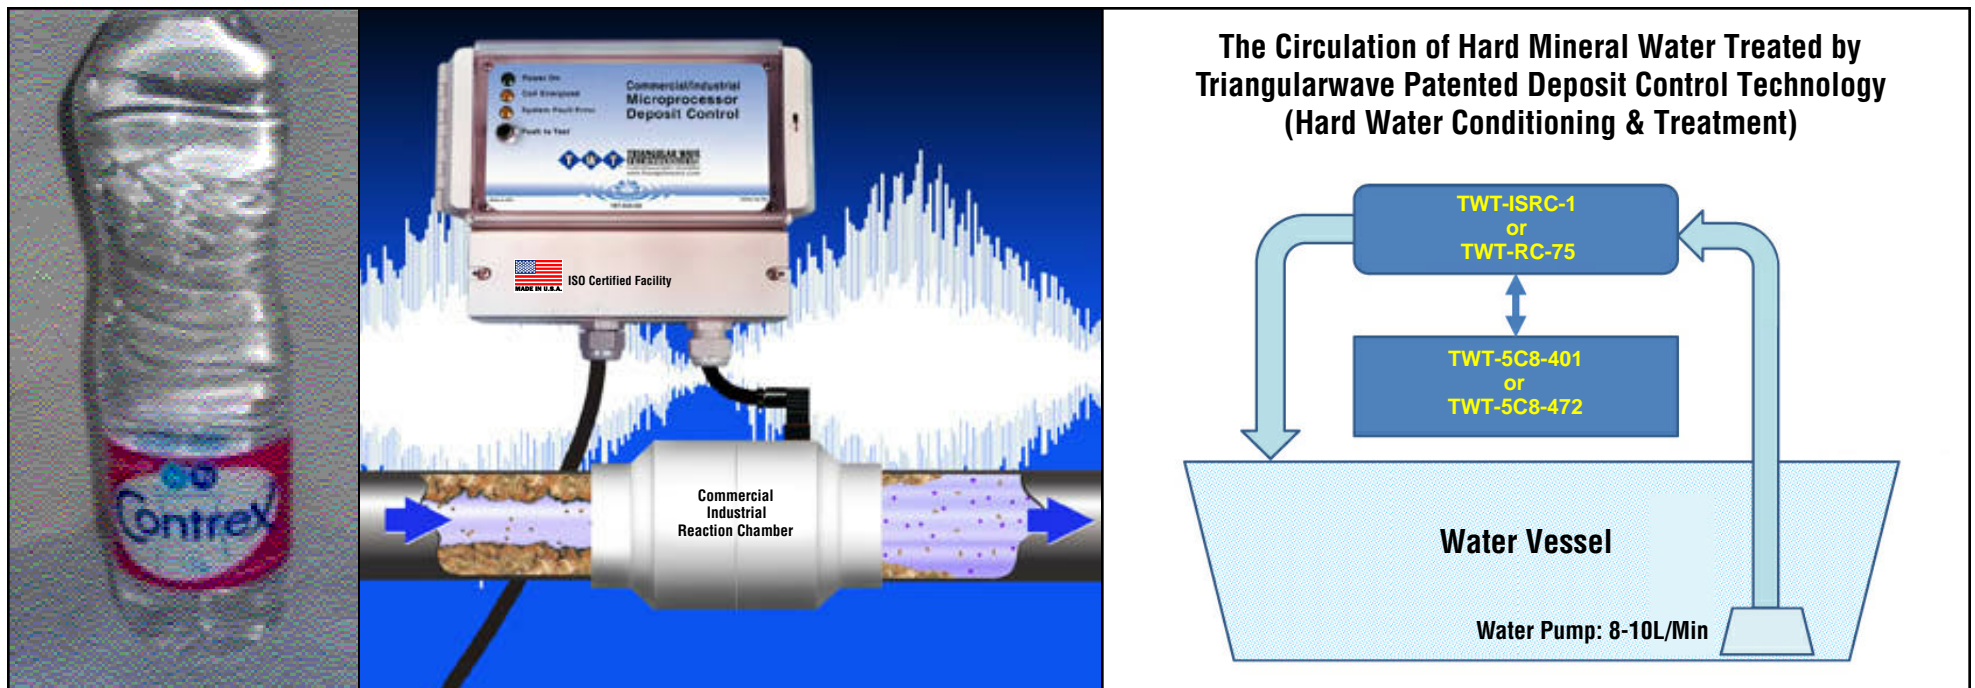 Contrex
Power On
Coil Energized
System Fault Error
Push to Test
Commercial/Industrial
Microprocessor
Deposit Control
TWT
TRIANGULAR WAVE
MADE IN U.S.A.
ISO Certified Facility
Commercial
Industrial
Reaction Chamber
The Circulation of Hard Mineral Water Treated by
Triangularwave Patented Deposit Control Technology
(Hard Water Conditioning & Treatment)
TWT-ISRC-1
or
TWT-RC-75
TWT-5C8-401
or
TWT-5C8-472
Water Vessel
Water Pump: 8-10L/Min